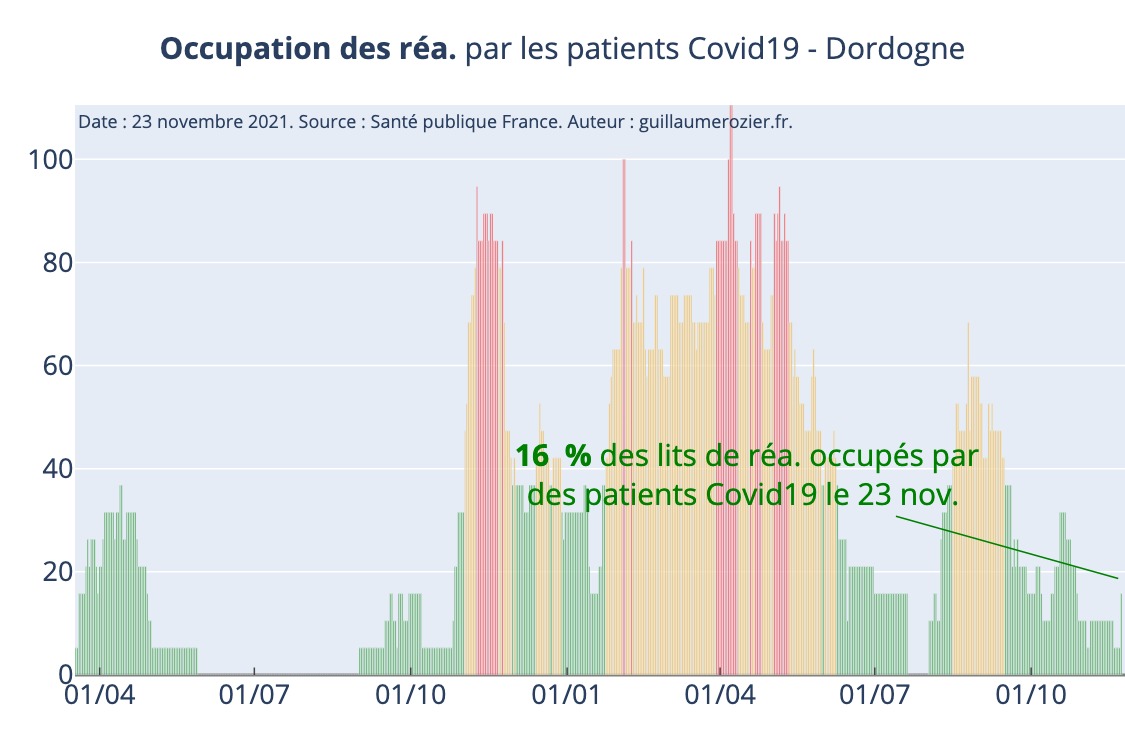 Occupation des réa. par les patients Covid19 - Dordogne
Date : 23 novembre 2021. Source : Santé publique France. Auteur : guillaumerozier.fr.
100
80
60
40
20
0
16 % des lits de réa. occupés par
des patients Covid19 le 23 nov.
01/04 01/07 01/10 01/01 01/04 01/07 01/10